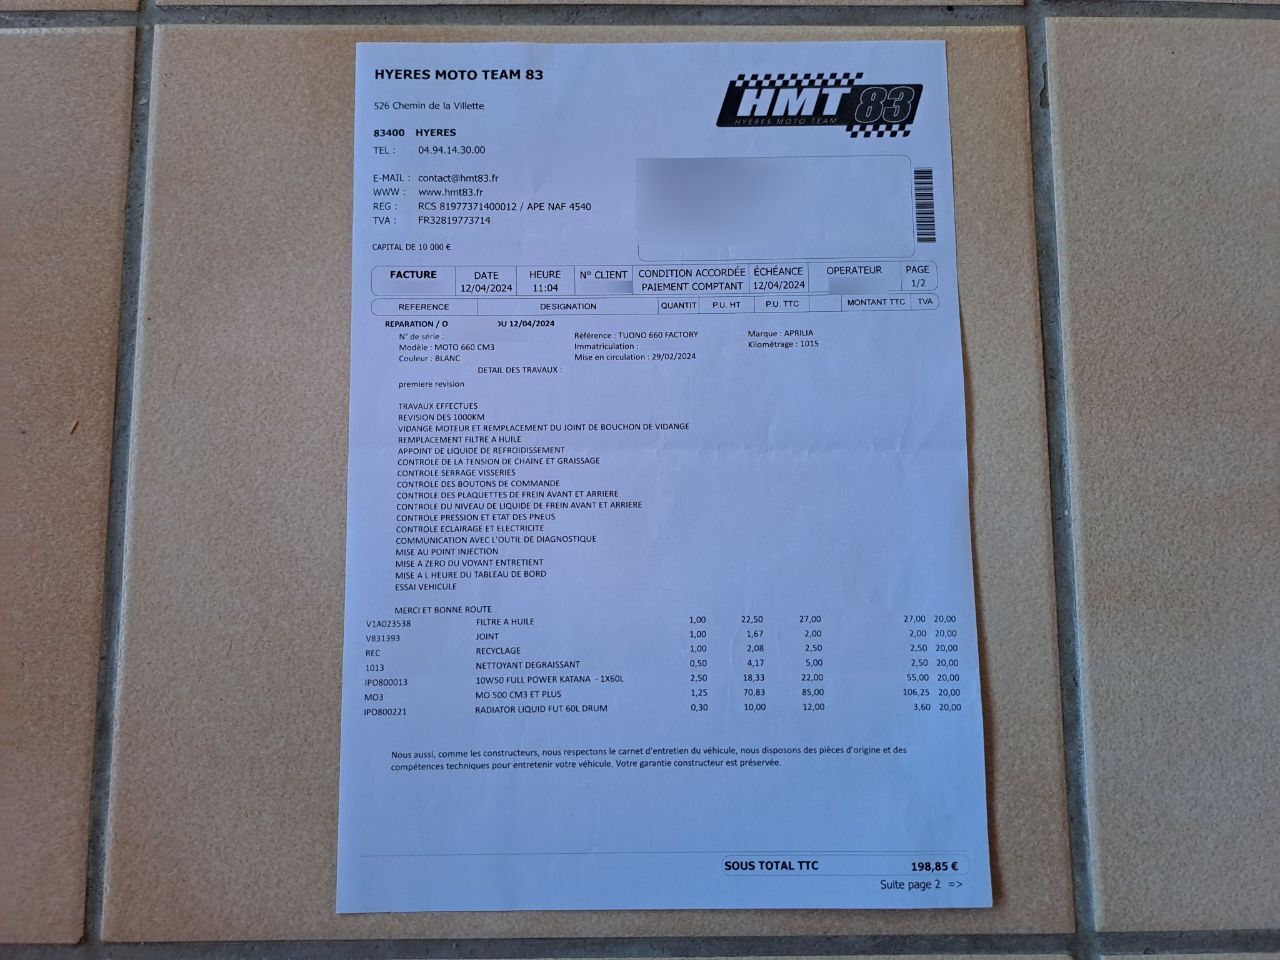 HYERES MOTO TEAM 83
HMT 83
HYERES MOTO TEAM
526 Chemin de la Villette
83400 HYERES
TEL : 04.94.14.30.00
E-MAIL : contact@hmt83.fr
WWW : www.hmt83.fr
REG : RCS 81977371400012 / APE NAF 4540
TVA : FR32819773714
CAPITAL DE 10 000 €
FACTURE DATE HEURE N° CLIENT CONDITION ACCORDÉE ÉCHÉANCE OPERATEUR PAGE
12/04/2024 11:04 PAIEMENT COMPTANT 12/04/2024 1/2
REFERENCE DESIGNATION QUANTIT P.U. HT P.U. TTC MONTANT TTC TVA
REPARATION / O DU 12/04/2024
N° de série : Référence : TUONO 660 FACTORY Marque : APRILIA
Modèle : MOTO 660 CM3 Immatriculation : Kilométrage : 1015
Couleur : BLANC Mise en circulation : 29/02/2024
DETAIL DES TRAVAUX :
premiere revision
TRAVAUX EFFECTUES
REVISION DES 1000KM
VIDANGE MOTEUR ET REMPLACEMENT DU JOINT DE BOUCHON DE VIDANGE
REMPLACEMENT FILTRE A HUILE
APPOINT DE LIQUIDE DE REFROIDISSEMENT
CONTROLE DE LA TENSION DE CHAINE ET GRAISSAGE
CONTROLE SERRAGE VISSERIES
CONTROLE DES BOUTONS DE COMMANDE
CONTROLE DES PLAQUETTES DE FREIN AVANT ET ARRIERE
CONTROLE DU NIVEAU DE LIQUIDE DE FREIN AVANT ET ARRIERE
CONTROLE PRESSION ET ETAT DES PNEUS
CONTROLE ECLAIRAGE ET ELECTRICITE
COMMUNICATION AVEC L'OUTIL DE DIAGNOSTIQUE
MISE AU POINT INJECTION
MISE A ZERO DU VOYANT ENTRETIENT
MISE A L HEURE DU TABLEAU DE BORD
ESSAI VEHICULE
MERCI ET BONNE ROUTE
V1A023538 FILTRE A HUILE 1,00 22,50 27,00 27,00 20,00
V831393 JOINT 1,00 1,67 2,00 2,00 20,00
REC RECYCLAGE 1,00 2,08 2,50 2,50 20,00
1013 NETTOYANT DEGRAISSANT 0,50 4,17 5,00 2,50 20,00
IPO800013 10W50 FULL POWER KATANA - 1X60L 2,50 18,33 22,00 55,00 20,00
MO3 MO 500 CM3 ET PLUS 1,25 70,83 85,00 106,25 20,00
IPO800221 RADIATOR LIQUID FUT 60L DRUM 0,30 10,00 12,00 3,60 20,00
Nous aussi, comme les constructeurs, nous respectons le carnet d'entretien du véhicule, nous disposons des pièces d'origine et des
compétences techniques pour entretenir votre véhicule. Votre garantie constructeur est préservée.
SOUS TOTAL TTC 198,85 €
Suite page 2 =>